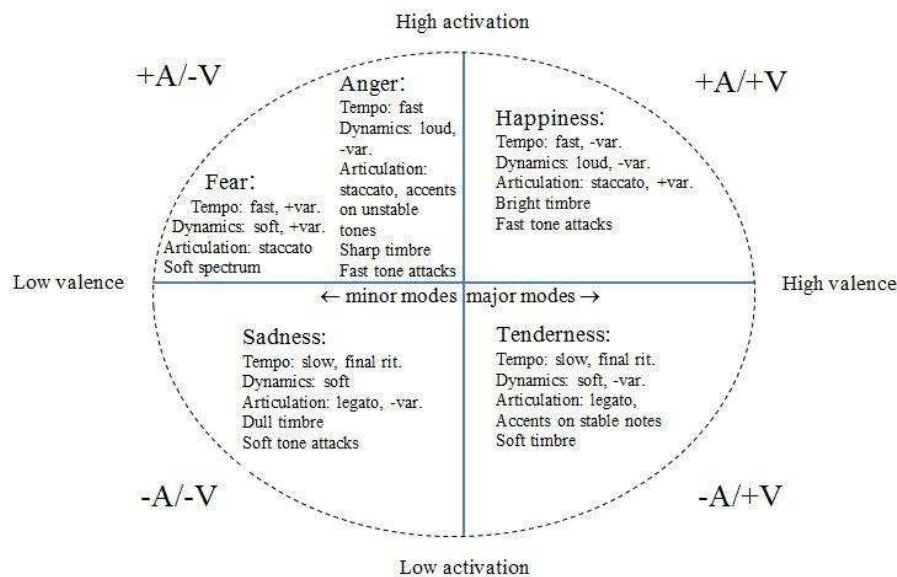 High activation
+A/-V
+A/+V
Anger:
Tempo: fast
Dynamics: loud,
-var.
Articulation:
staccato, accents
on unstable
tones
Sharp timbre
Fast tone attacks
Happiness:
Tempo: fast, -var.
Dynamics: loud, -var.
Articulation: staccato, +var.
Bright timbre
Fast tone attacks
Fear:
Tempo: fast, +var.
Dynamics: soft, +var.
Articulation: staccato
Soft spectrum
Low valence
← minor modes
major modes →
High valence
Sadness:
Tempo: slow, final rit.
Dynamics: soft
Articulation: legato, -var.
Dull timbre
Soft tone attacks
Tenderness:
Tempo: slow, final rit.
Dynamics: soft, -var.
Articulation: legato,
Accents on stable notes
Soft timbre
-A/-V
-A/+V
Low activation